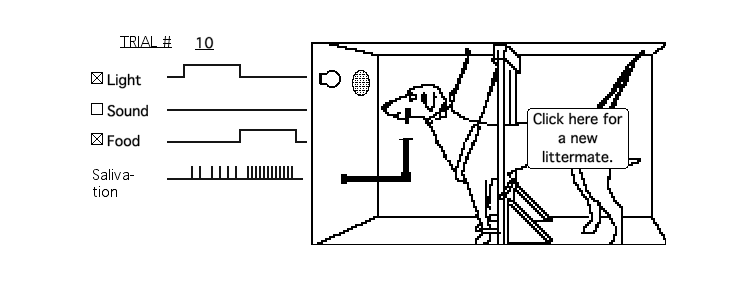 TRIAL # 10
Light
Sound
Food
Saliva-
tion
Click here for
a new
littermate.